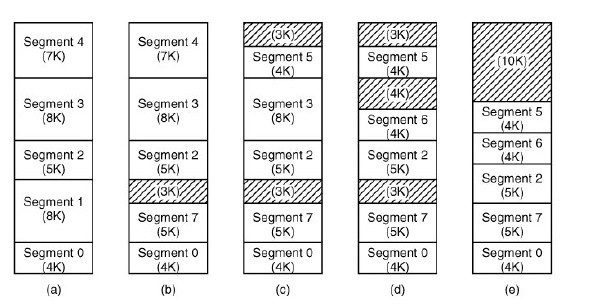 Segment 4
(7K)
Segment 3
(8K)
Segment 2
(5K)
Segment 1
(8K)
Segment 0
(4K)
(a)
Segment 4
(7K)
Segment 3
(8K)
Segment 2
(5K)
(3K)
Segment 7
(5K)
Segment 0
(4K)
(b)
(3K)
Segment 5
(4K)
Segment 3
(8K)
Segment 2
(5K)
(3K)
Segment 7
(5K)
Segment 0
(4K)
(c)
(3K)
Segment 5
(4K)
(4K)
Segment 6
(4K)
Segment 2
(5K)
(3K)
Segment 7
(5K)
Segment 0
(4K)
(d)
(10K)
Segment 5
(4K)
Segment 6
(4K)
Segment 2
(5K)
Segment 7
(5K)
Segment 0
(4K)
(e)